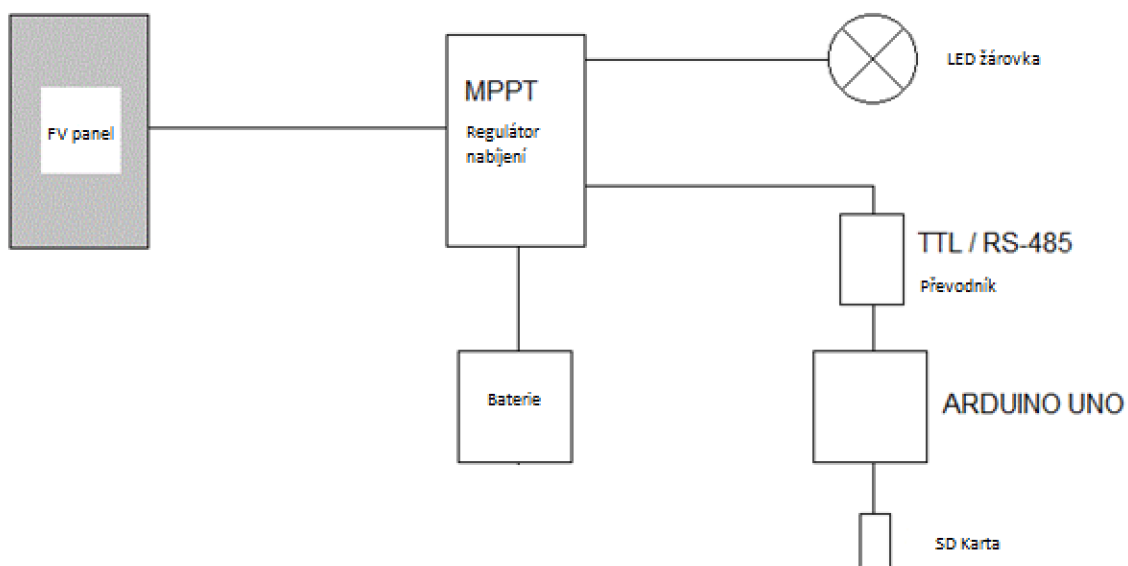 FV panel
MPPT
Regulátor
nabíjení
LED žárovka
TTL / RS-485
Převodník
Baterie
ARDUINO UNO
SD Karta